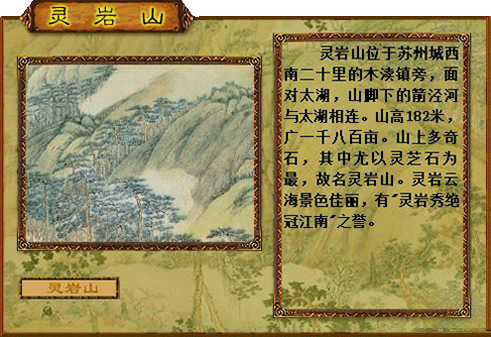 灵岩山
灵岩山位于苏州城西
南二十里的木渎镇旁，面
对太湖，山脚下的箭泾河
与太湖相连。山高182米，
广一千八百亩。山上多奇
石，其中尤以灵芝石为
最，故名灵岩山。灵岩云
海景色佳丽，有"灵岩秀绝
冠江南"之誉。
灵岩山